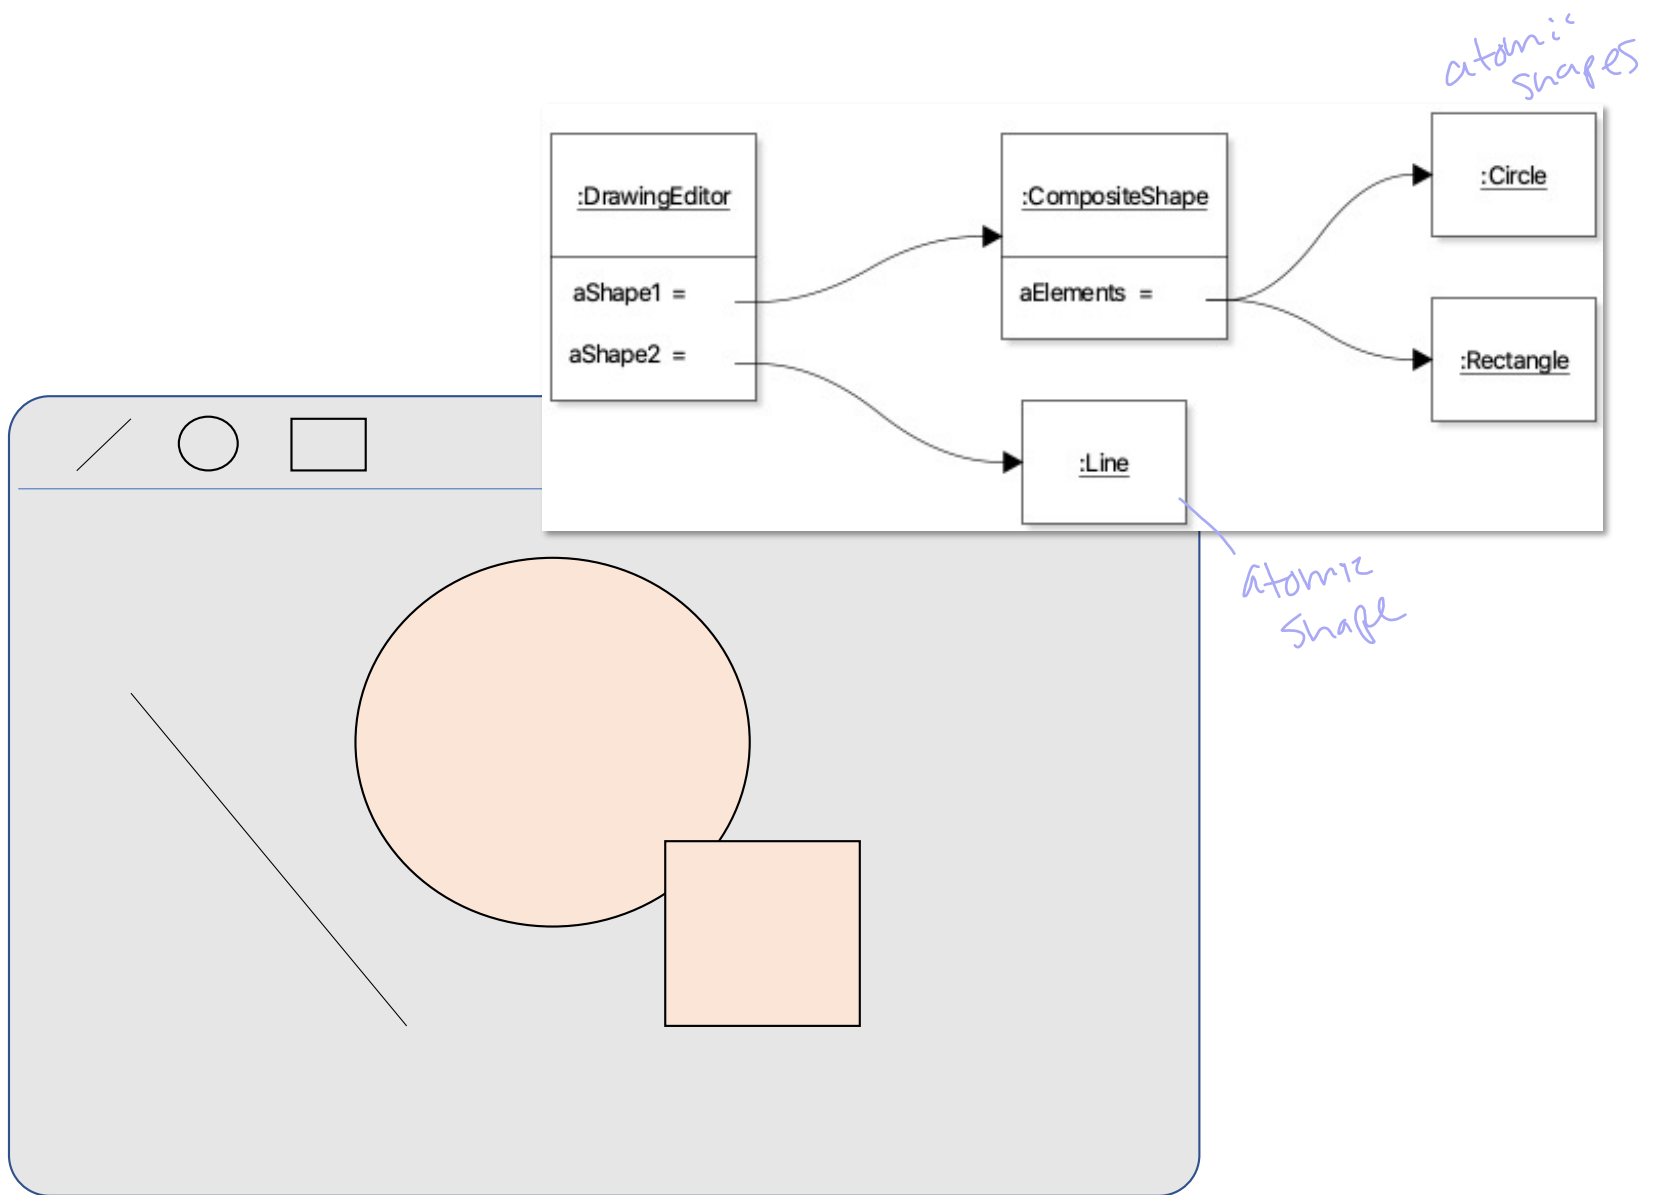 atomic
shapes
:DrawingEditor
aShape1 =
aShape2 =
:CompositeShape
aElements =
:Circle
:Rectangle
:Line
atomic
shape